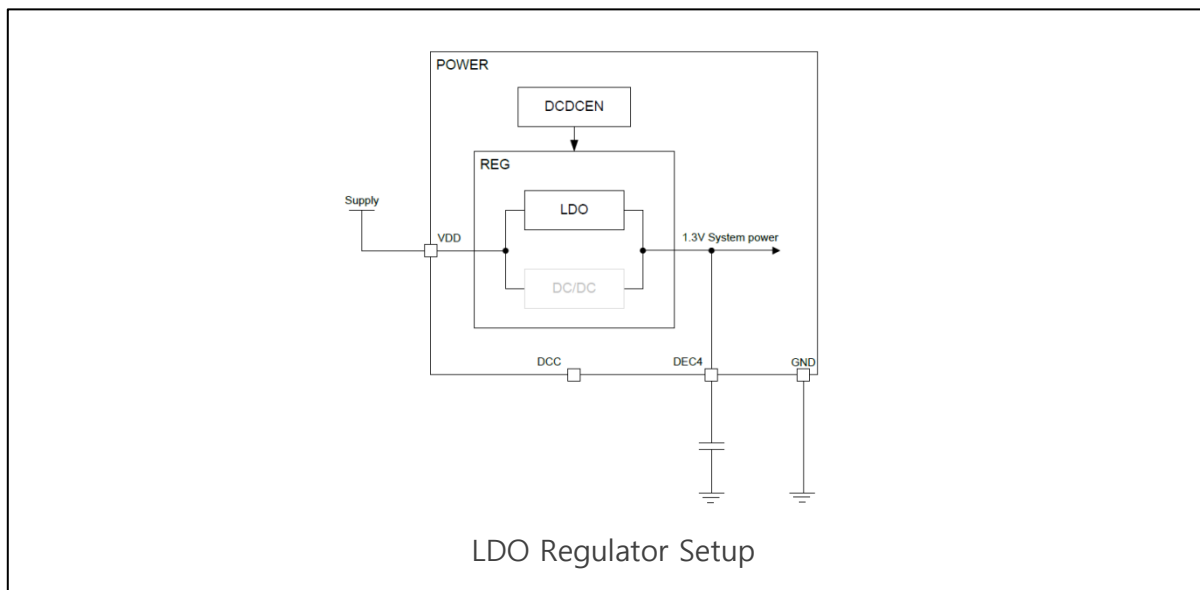 POWER
DCDCEN
REG
Supply
LDO
VDD
1.3V System power
DC/DC
DCC
DEC4
GND
LDO Regulator Setup